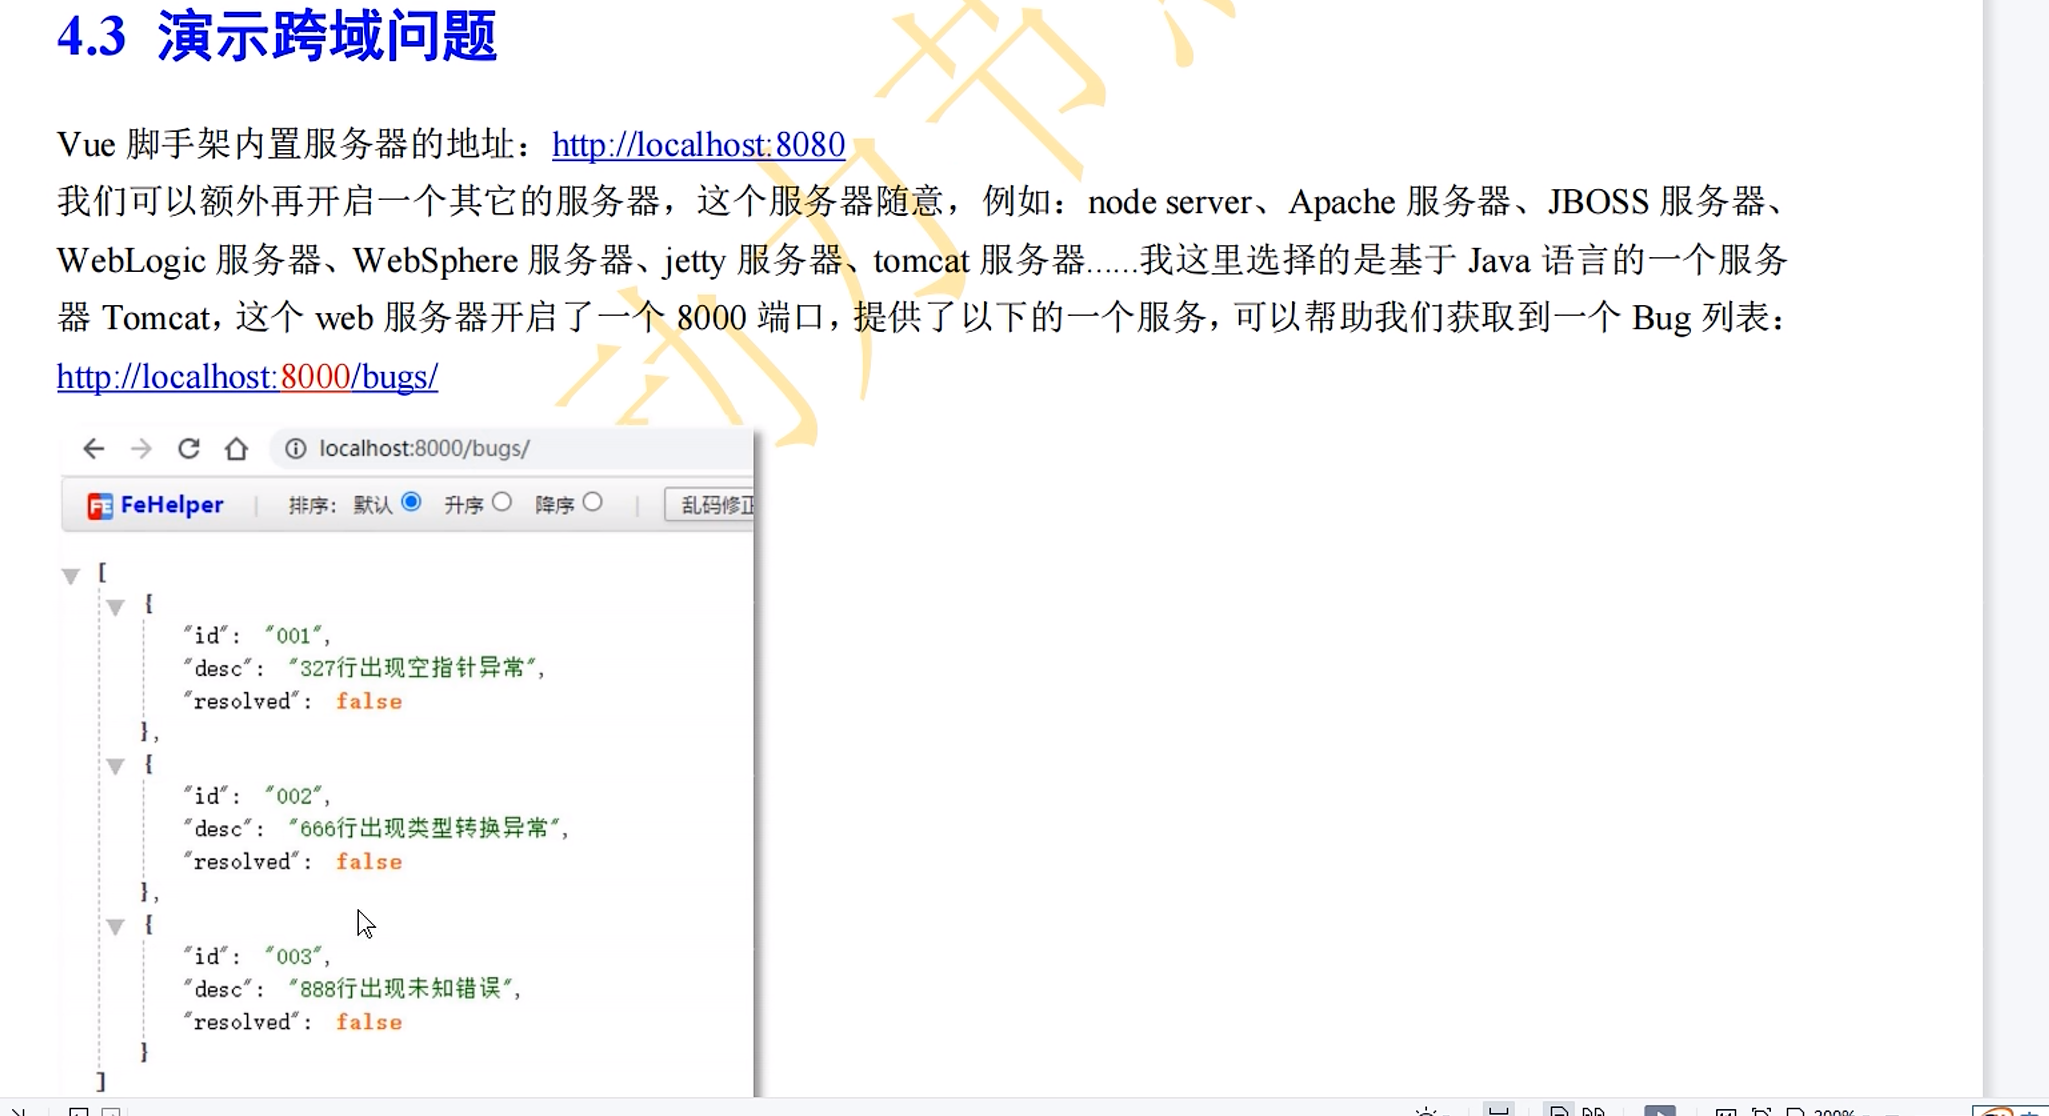 4.3 演示跨域问题
Vue 脚手架内置服务器的地址：http://localhost:8080
我们可以额外再开启一个其它的服务器，这个服务器随意，例如：node server、Apache 服务器、JBOSS 服务器、
WebLogic 服务器、WebSphere 服务器、jetty 服务器、tomcat 服务器......我这里选择的是基于 Java 语言的一个服务
器 Tomcat，这个 web 服务器开启了一个 8000 端口，提供了以下的一个服务，可以帮助我们获取到一个 Bug 列表：
http://localhost:8000/bugs/
localhost:8000/bugs/
FeHelper | 排序: 默认 升序 降序 | 乱码修正
[
{
"id": "001",
"desc": "327行出现空指针异常",
"resolved": false
},
{
"id": "002",
"desc": "666行出现类型转换异常",
"resolved": false
},
{
"id": "003",
"desc": "888行出现未知错误",
"resolved": false
}
]
动力节